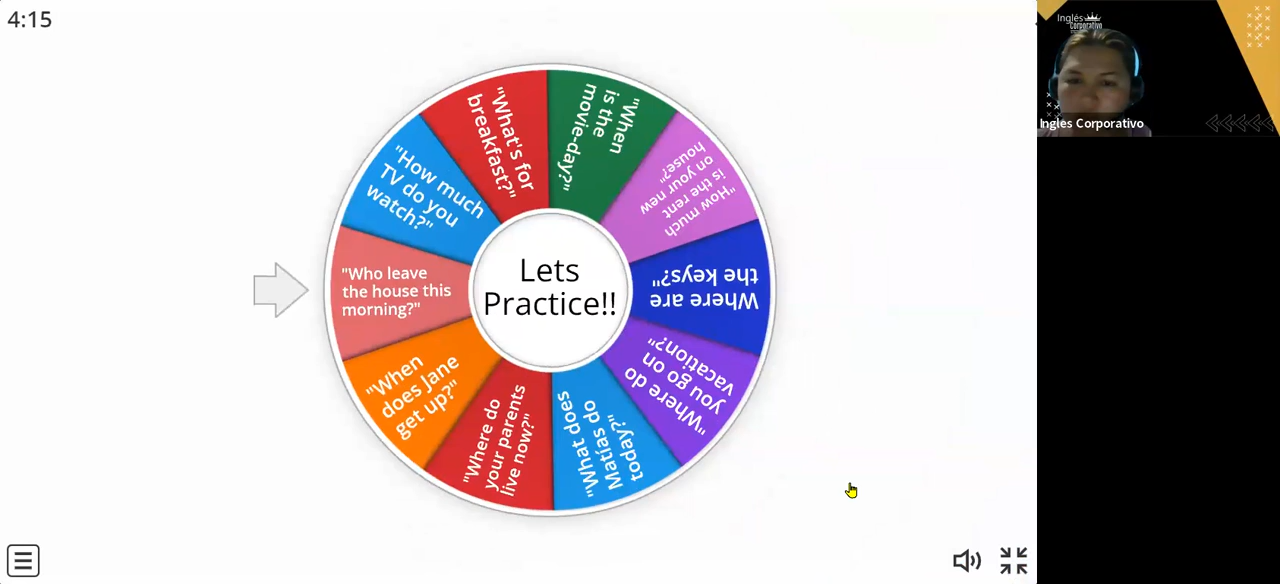 4:15
Lets
Practice!!
"What's for
breakfast?"
"When
is the
movie-day?"
"How much
is the rent
on your new
house?"
Where are
the keys?"
"Where do
you go on
vacation?"
"What does
Matías do
today?"
"Where do
your parents
live now?"
"When
does Jane
get up?"
"Who leave
the house this
morning?"
"How much
TV do you
watch?"
Inglés
Corporativo
Ingles Corporativo